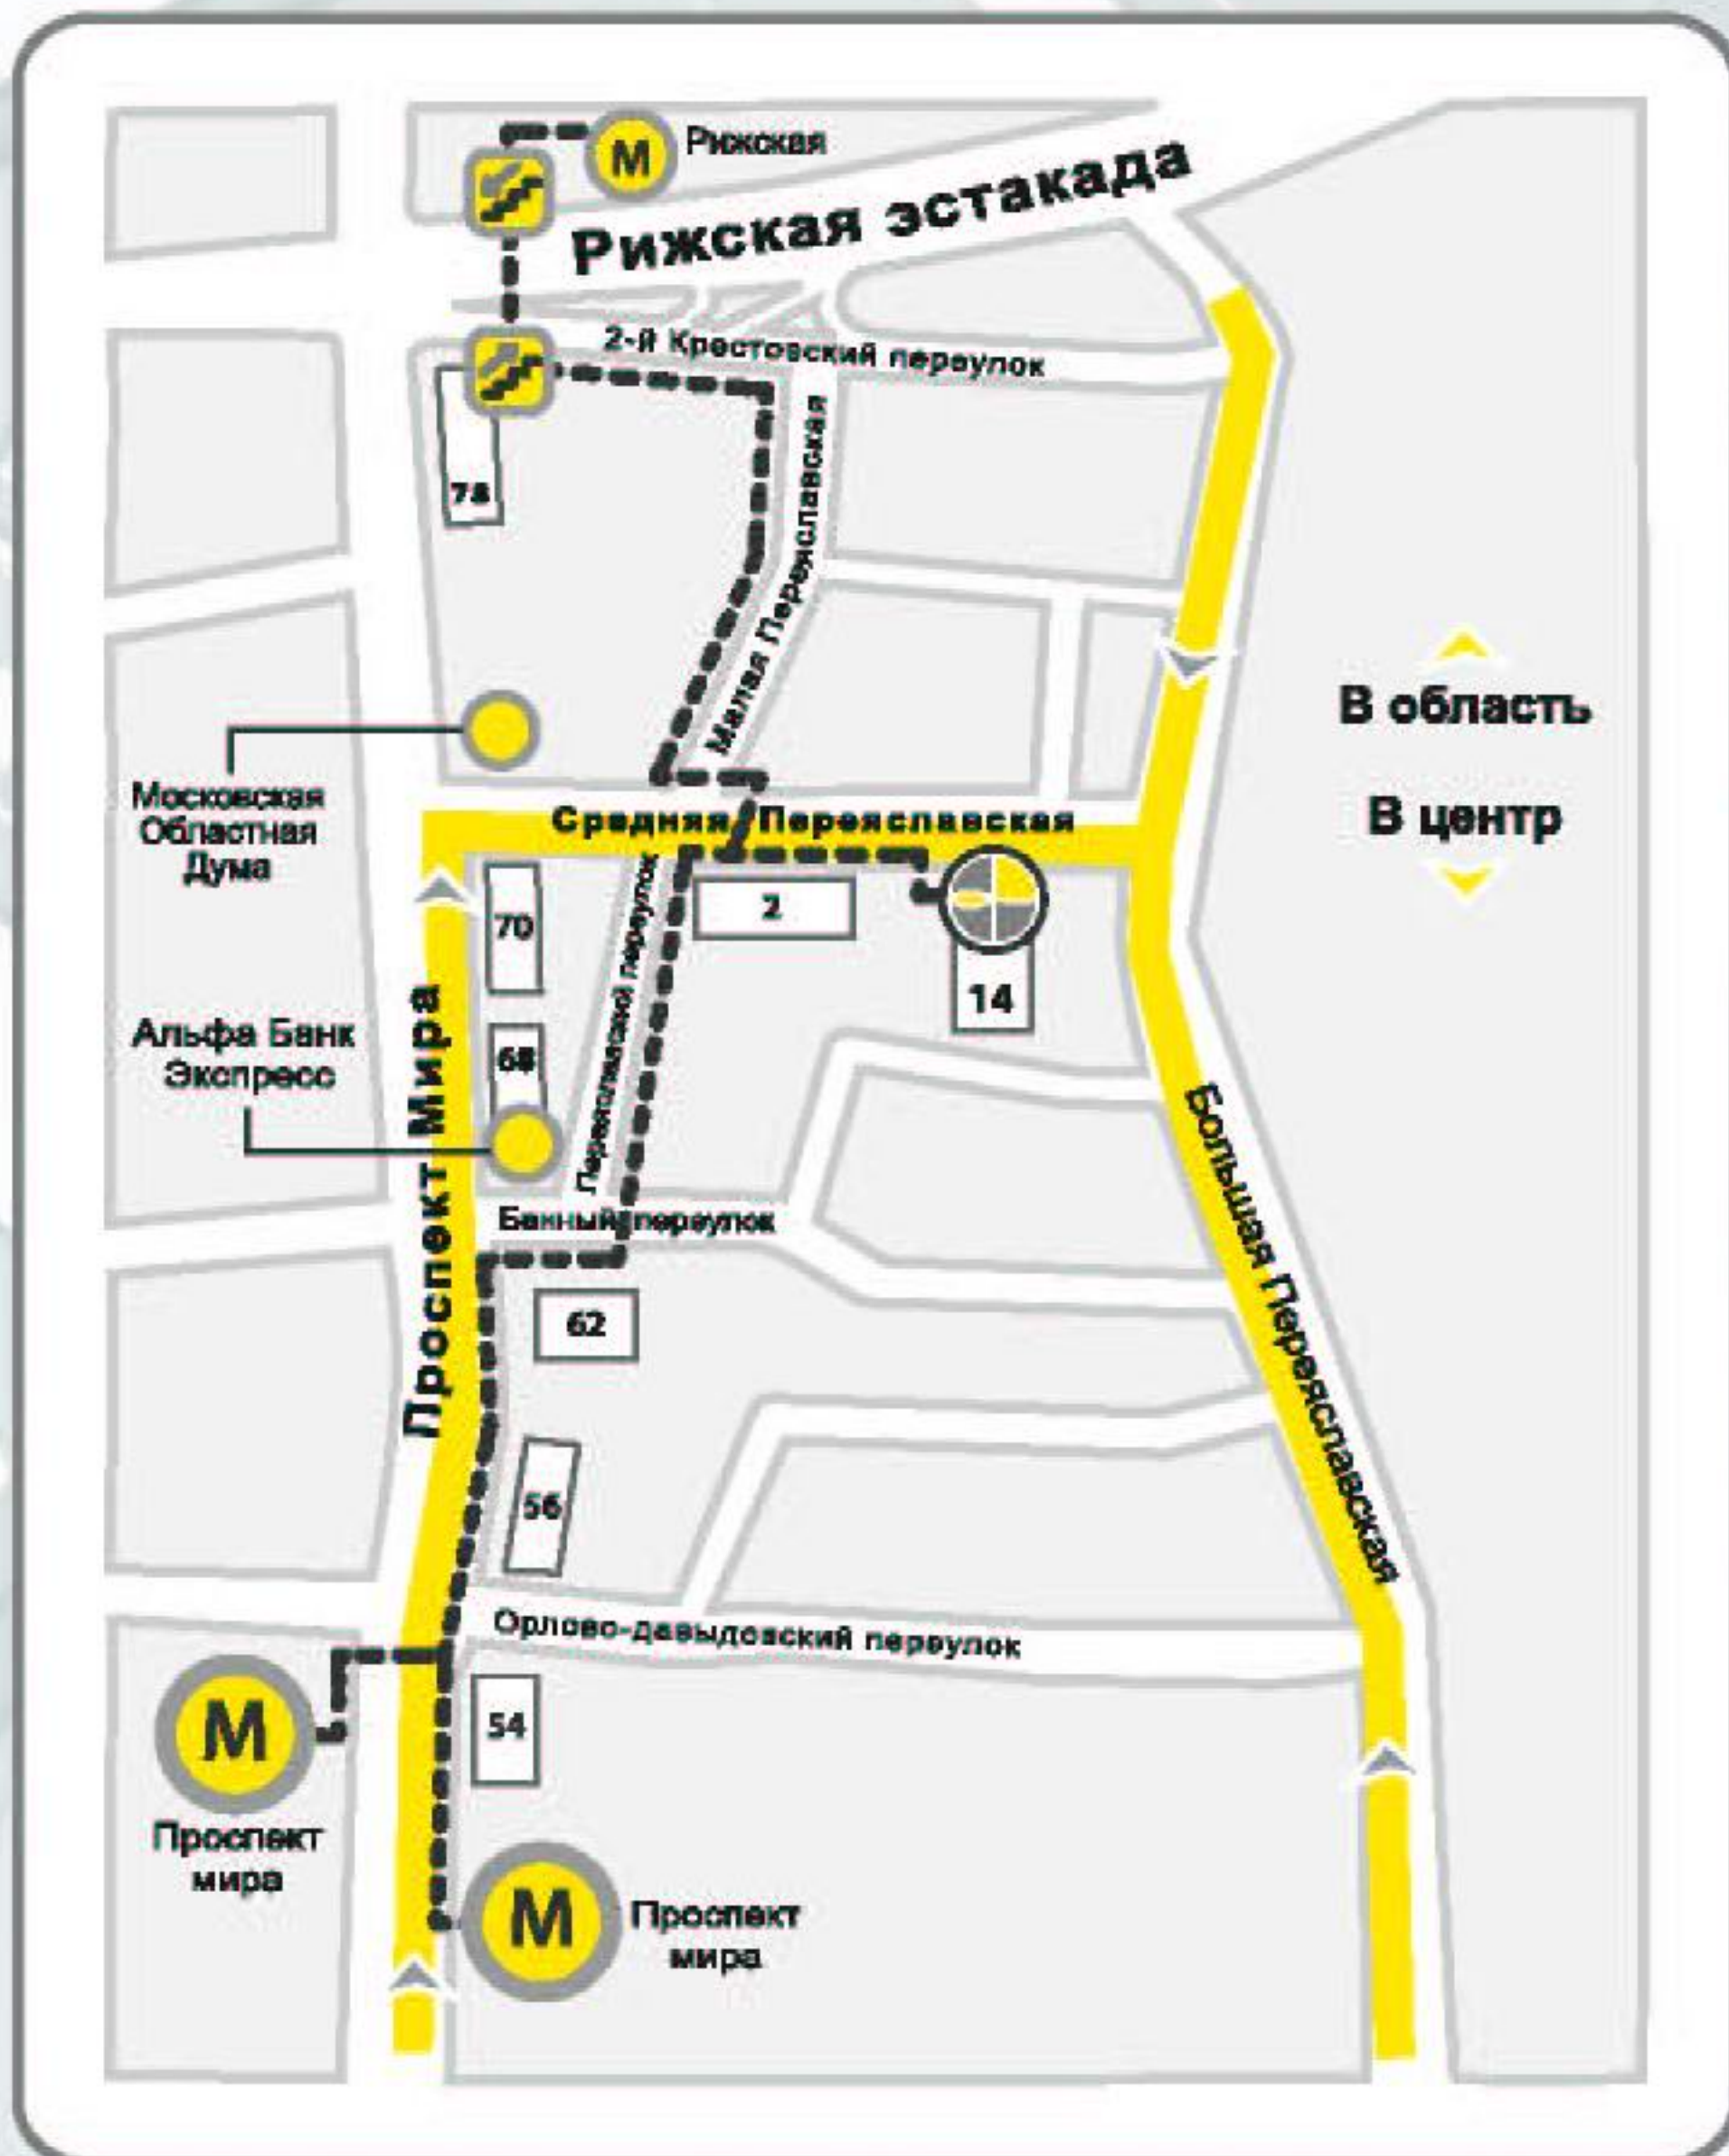 М
Рижская
Рижская эстакада
2-й Крестовский переулок
78
Малая Переяславская
В область
В центр
Московская
Областная
Дума
Средняя Переяславская
70
2
14
Переяславский переулок
Альфа Банк
Экспресс
68
Проспект Мира
Банный переулок
Большая Переяславская
62
56
Орлово-давыдовский переулок
М
54
Проспект
мира
М
Проспект
мира